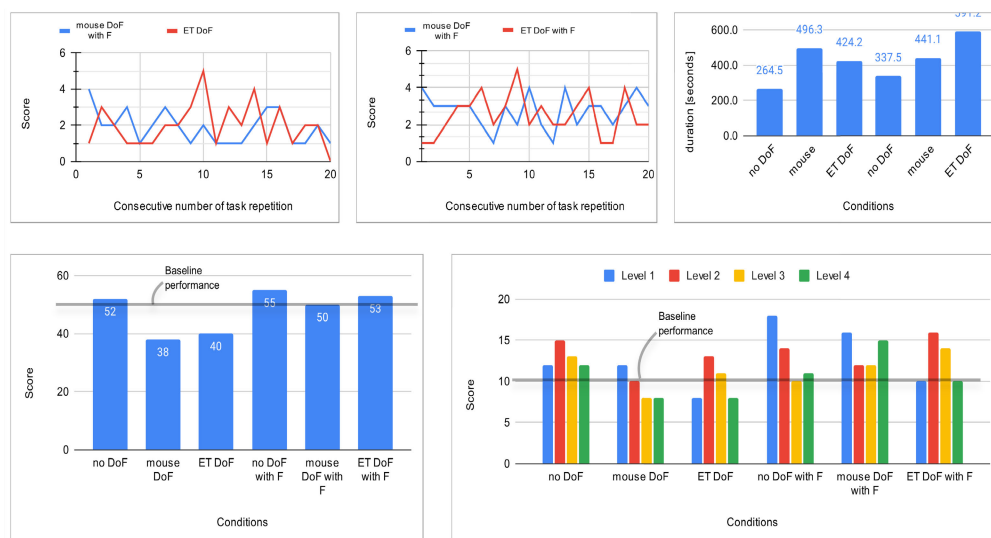 mouse DoF
with F
ET DoF
6
4
2
0
Score
0
5
10
15
20
Consecutive number of task repetition
mouse DoF
with F
ET DoF with F
6
4
2
0
Score
5
10
15
20
Consecutive number of task repetition
600.0
400.0
200.0
0.0
duration [seconds]
264.5
496.3
424.2
337.5
441.1
591.2
no DoF
mouse
ET DoF
no DoF
mouse
ET DoF
Conditions
60
40
20
0
Score
Baseline
performance
52
38
40
55
50
53
no DoF
mouse
DoF
ET DoF
no DoF
with F
mouse
DoF with
F
ET DoF
with F
Conditions
Level 1
Level 2
Level 3
Level 4
20
15
10
5
0
Score
Baseline
performance
no DoF
mouse DoF
ET DoF
no DoF with F
mouse DoF
with F
ET DoF with F
Conditions